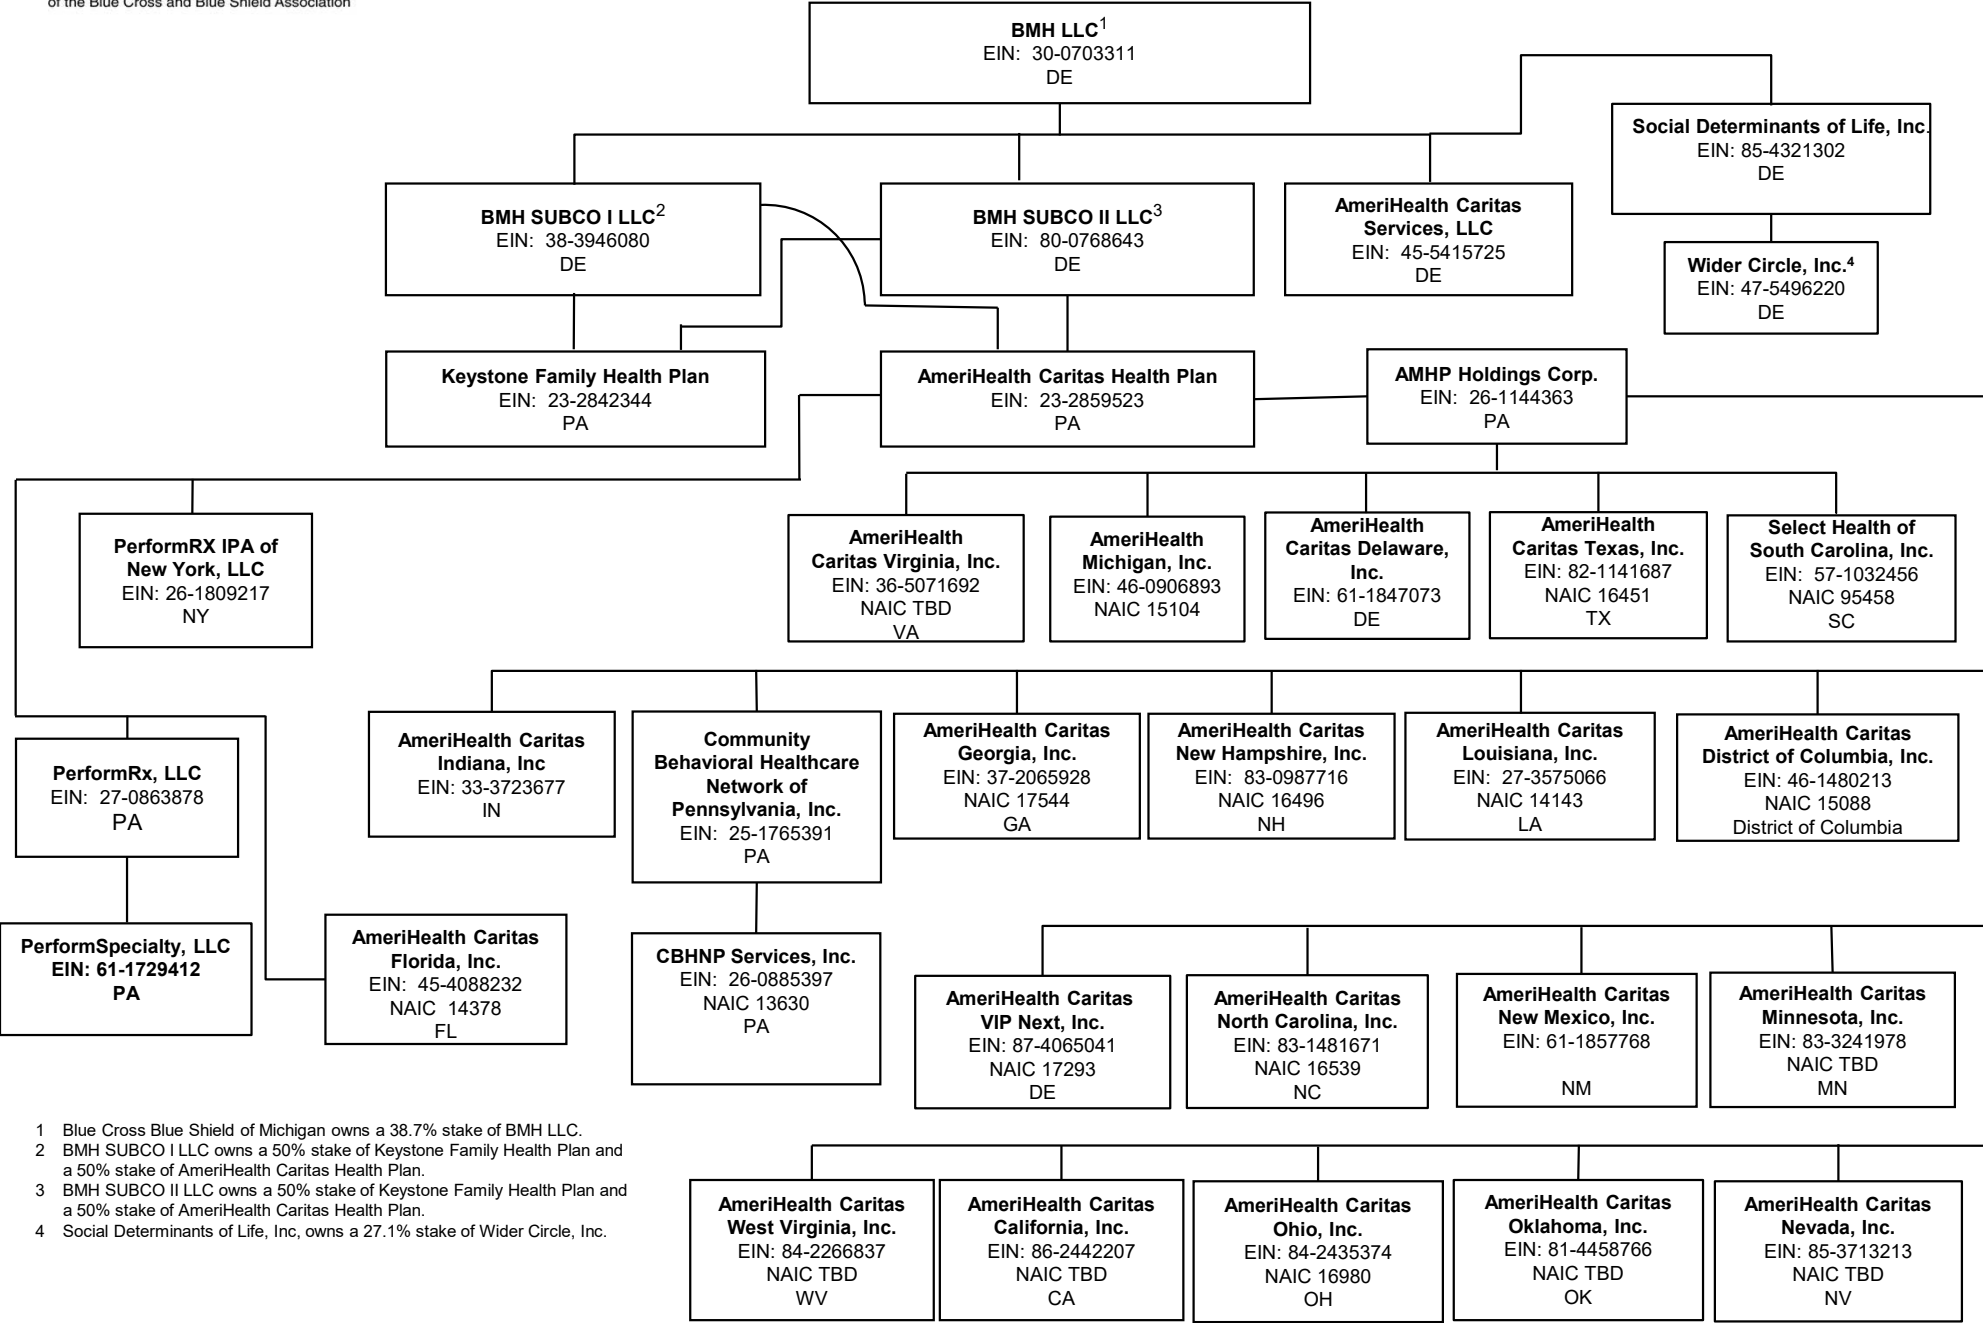 of the Blue Cross and Blue Shield Association
BMH LLC1
EIN: 30-0703311
DE
Social Determinants of Life, Inc.
EIN: 85-4321302
DE
BMH SUBCO I LLC2
EIN: 38-3946080
DE
BMH SUBCO II LLC3
EIN: 80-0768643
DE
AmeriHealth Caritas
Services, LLC
EIN: 45-5415725
DE
Wider Circle, Inc.4
EIN: 47-5496220
DE
Keystone Family Health Plan
EIN: 23-2842344
PA
AmeriHealth Caritas Health Plan
EIN: 23-2859523
PA
AMHP Holdings Corp.
EIN: 26-1144363
PA
PerformRX IPA of
New York, LLC
EIN: 26-1809217
NY
AmeriHealth
Caritas Virginia, Inc.
EIN: 36-5071692
NAIC TBD
VA
AmeriHealth
Michigan, Inc.
EIN: 46-0906893
NAIC 15104
AmeriHealth
Caritas Delaware,
Inc.
EIN: 61-1847073
DE
AmeriHealth
Caritas Texas, Inc.
EIN: 82-1141687
NAIC 16451
TX
Select Health of
South Carolina, Inc.
EIN: 57-1032456
NAIC 95458
SC
PerformRx, LLC
EIN: 27-0863878
PA
AmeriHealth Caritas
Indiana, Inc
EIN: 33-3723677
IN
Community
Behavioral Healthcare
Network of
Pennsylvania, Inc.
EIN: 25-1765391
PA
AmeriHealth Caritas
Georgia, Inc.
EIN: 37-2065928
NAIC 17544
GA
AmeriHealth Caritas
New Hampshire, Inc.
EIN: 83-0987716
NAIC 16496
NH
AmeriHealth Caritas
Louisiana, Inc.
EIN: 27-3575066
NAIC 14143
LA
AmeriHealth Caritas
District of Columbia, Inc.
EIN: 46-1480213
NAIC 15088
District of Columbia
PerformSpecialty, LLC
EIN: 61-1729412
PA
AmeriHealth Caritas
Florida, Inc.
EIN: 45-4088232
NAIC 14378
FL
CBHNP Services, Inc.
EIN: 26-0885397
NAIC 13630
PA
AmeriHealth Caritas
VIP Next, Inc.
EIN: 87-4065041
NAIC 17293
DE
AmeriHealth Caritas
North Carolina, Inc.
EIN: 83-1481671
NAIC 16539
NC
AmeriHealth Caritas
New Mexico, Inc.
EIN: 61-1857768
NM
AmeriHealth Caritas
Minnesota, Inc.
EIN: 83-3241978
NAIC TBD
MN
1 Blue Cross Blue Shield of Michigan owns a 38.7% stake of BMH LLC.
2 BMH SUBCO I LLC owns a 50% stake of Keystone Family Health Plan and
a 50% stake of AmeriHealth Caritas Health Plan.
3 BMH SUBCO II LLC owns a 50% stake of Keystone Family Health Plan and
a 50% stake of AmeriHealth Caritas Health Plan.
4 Social Determinants of Life, Inc, owns a 27.1% stake of Wider Circle, Inc.
AmeriHealth Caritas
West Virginia, Inc.
EIN: 84-2266837
NAIC TBD
WV
AmeriHealth Caritas
California, Inc.
EIN: 86-2442207
NAIC TBD
CA
AmeriHealth Caritas
Ohio, Inc.
EIN: 84-2435374
NAIC 16980
OH
AmeriHealth Caritas
Oklahoma, Inc.
EIN: 81-4458766
NAIC TBD
OK
AmeriHealth Caritas
Nevada, Inc.
EIN: 85-3713213
NAIC TBD
NV